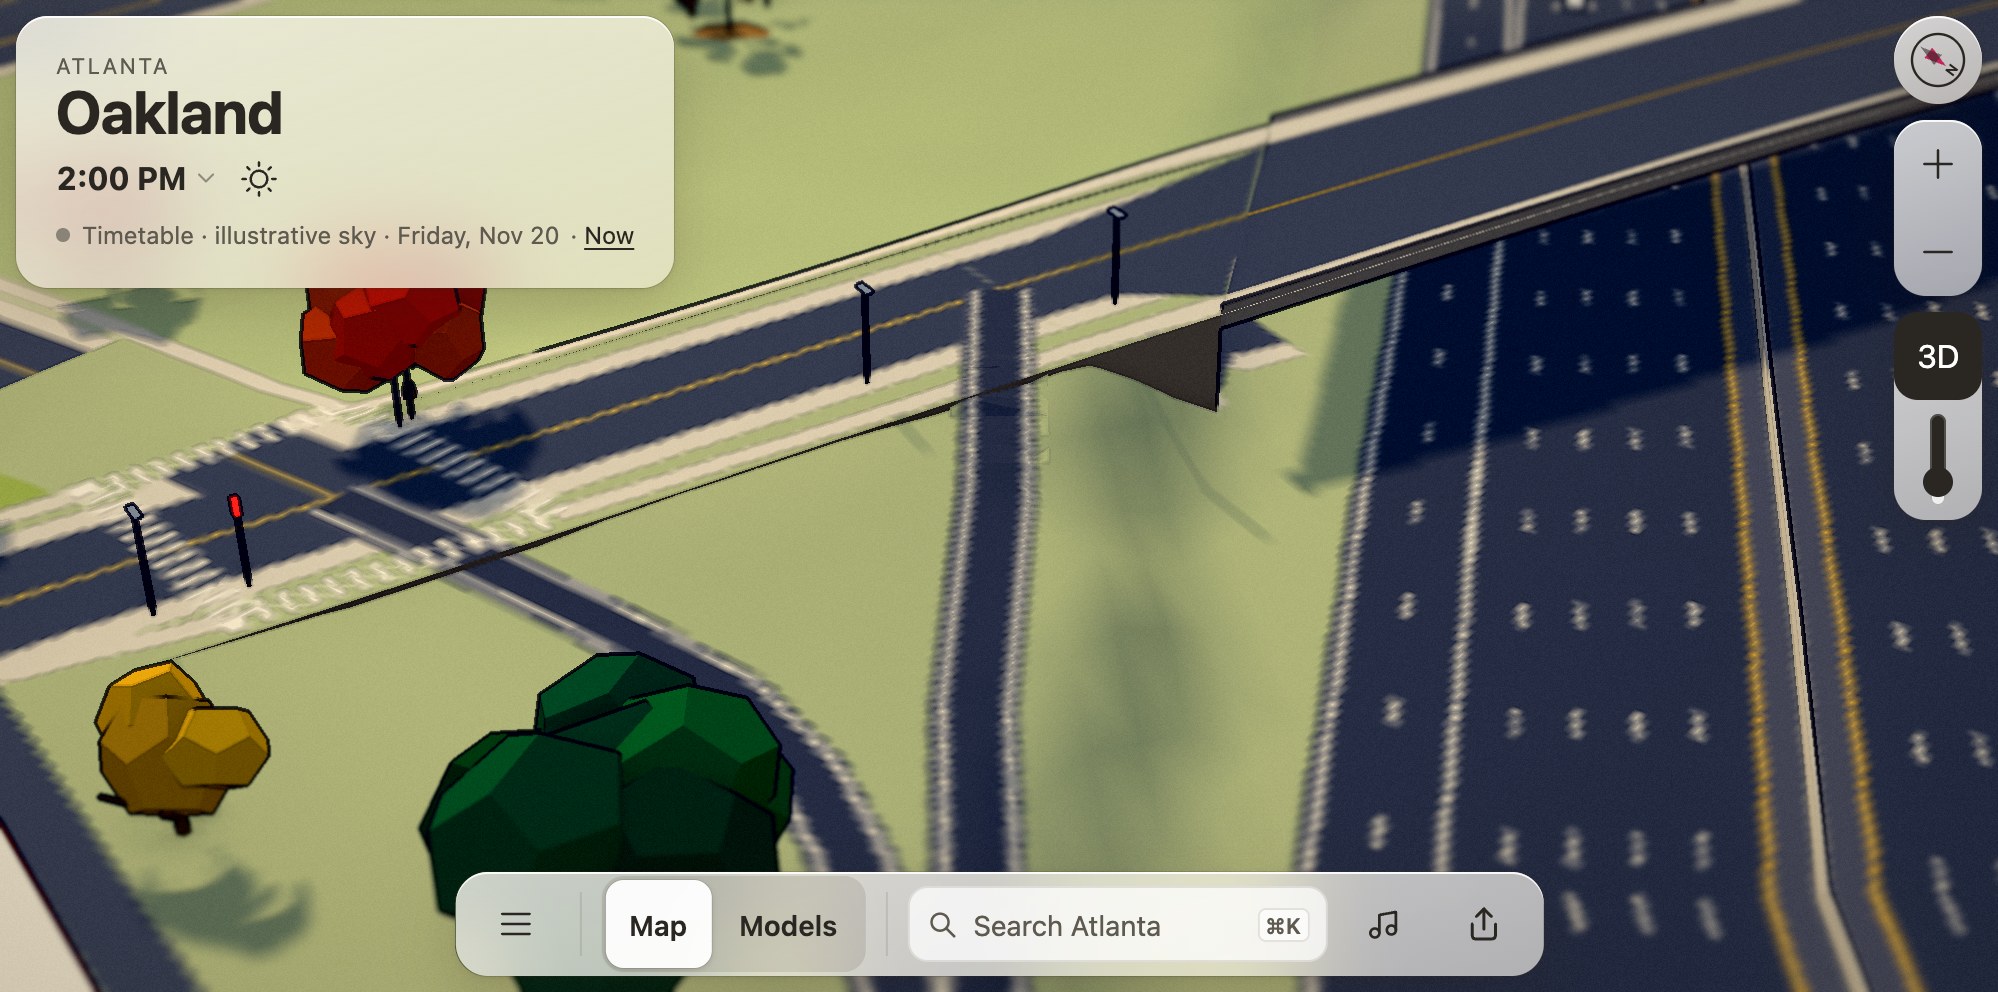 ATLANTA
Oakland
2:00 PM
Timetable · illustrative sky · Friday, Nov 20 · Now
N
3D
Map
Models
Search Atlanta
⌘K